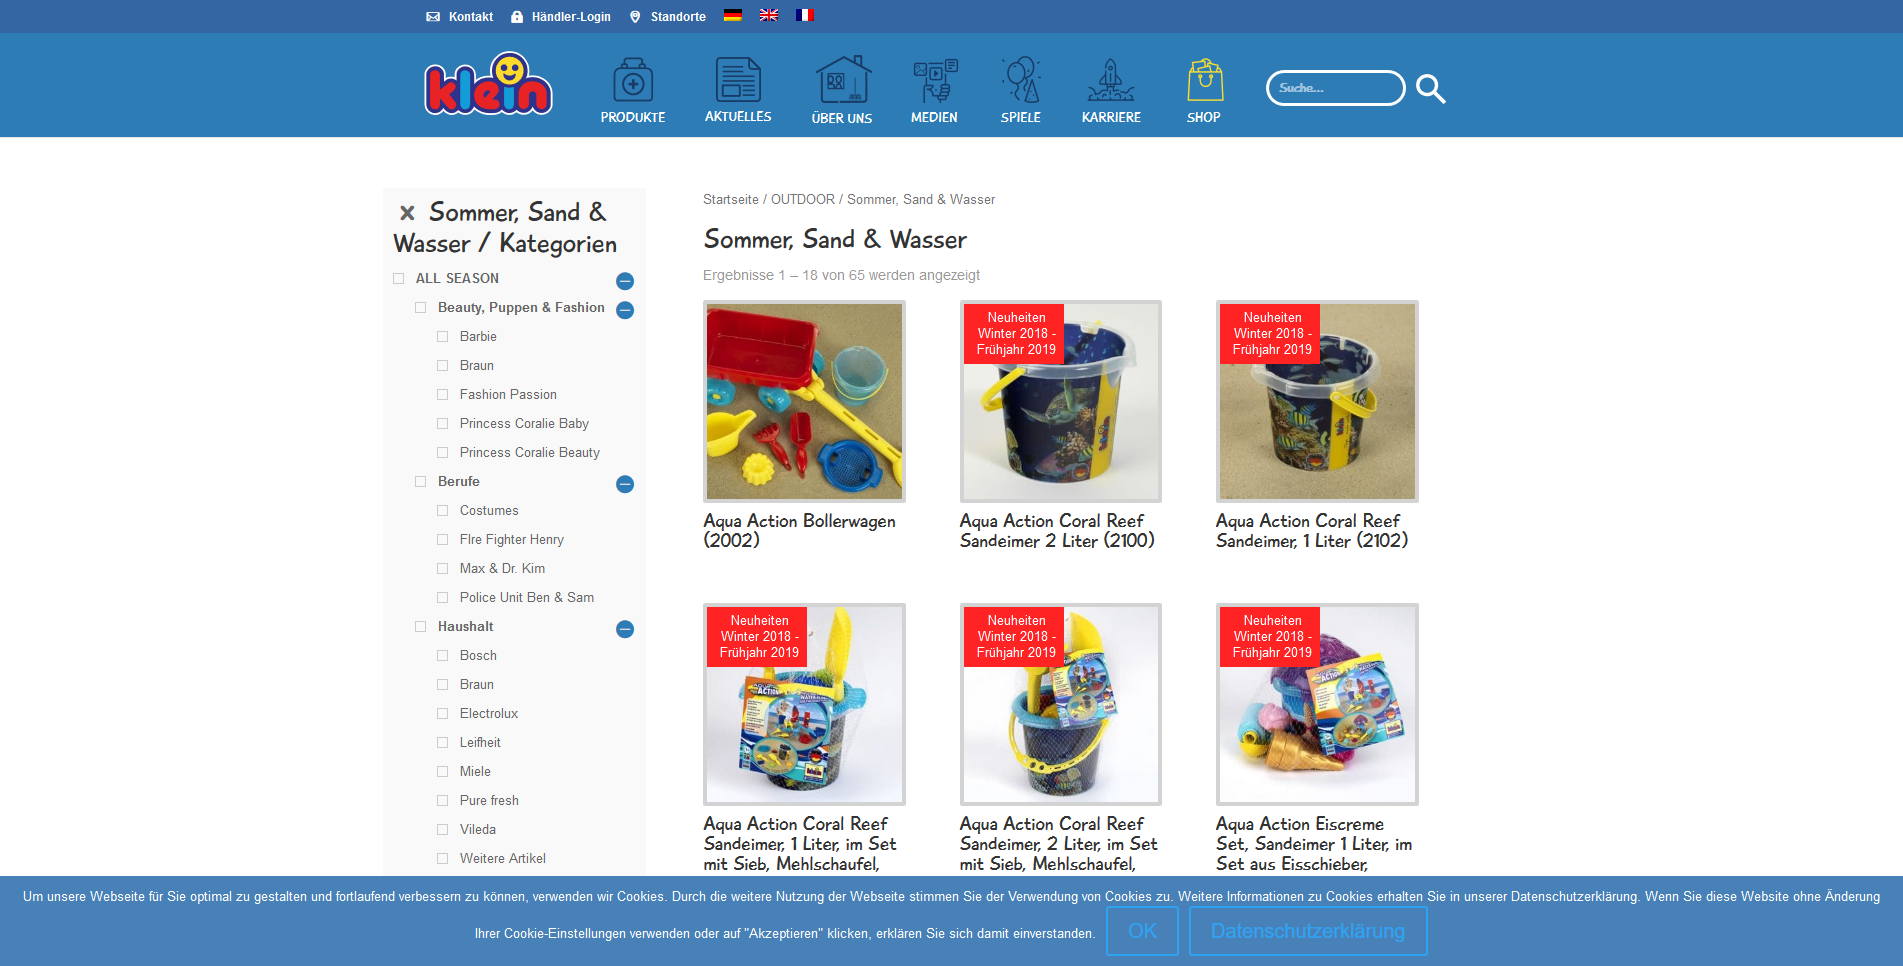 Kontakt Händler-Login Standorte
klein
PRODUKTE AKTUELLES ÜBER UNS MEDIEN SPIELE KARRIERE SHOP
Suche...
Sommer, Sand &
Wasser / Kategorien
ALL SEASON
Beauty, Puppen & Fashion
Barbie
Braun
Fashion Passion
Princess Coralie Baby
Princess Coralie Beauty
Berufe
Costumes
FIre Fighter Henry
Max & Dr. Kim
Police Unit Ben & Sam
Haushalt
Bosch
Braun
Electrolux
Leifheit
Miele
Pure fresh
Vileda
Weitere Artikel
Startseite / OUTDOOR / Sommer, Sand & Wasser
Sommer, Sand & Wasser
Ergebnisse 1 – 18 von 65 werden angezeigt
Aqua Action Bollerwagen
(2002)
Neuheiten
Winter 2018 -
Frühjahr 2019
klein
Aqua Action Coral Reef
Sandeimer 2 Liter (2100)
Neuheiten
Winter 2018 -
Frühjahr 2019
klein
Aqua Action Coral Reef
Sandeimer, 1 Liter (2102)
Neuheiten
Winter 2018 -
Frühjahr 2019
ACTION
klein
Aqua Action Coral Reef
Sandeimer, 1 Liter, im Set
mit Sieb, Mehlschaufel,
Neuheiten
Winter 2018 -
Frühjahr 2019
Aqua Action Coral Reef
Sandeimer, 2 Liter, im Set
mit Sieb, Mehlschaufel,
Neuheiten
Winter 2018 -
Frühjahr 2019
ACTION
Aqua Action Eiscreme
Set, Sandeimer 1 Liter, im
Set aus Eisschieber,
Um unsere Webseite für Sie optimal zu gestalten und fortlaufend verbessern zu können, verwenden wir Cookies. Durch die weitere Nutzung der Webseite stimmen Sie der Verwendung von Cookies zu. Weitere Informationen zu Cookies erhalten Sie in unserer Datenschutzerklärung. Wenn Sie diese Website ohne Änderung
Ihrer Cookie-Einstellungen verwenden oder auf "Akzeptieren" klicken, erklären Sie sich damit einverstanden. OK Datenschutzerklärung